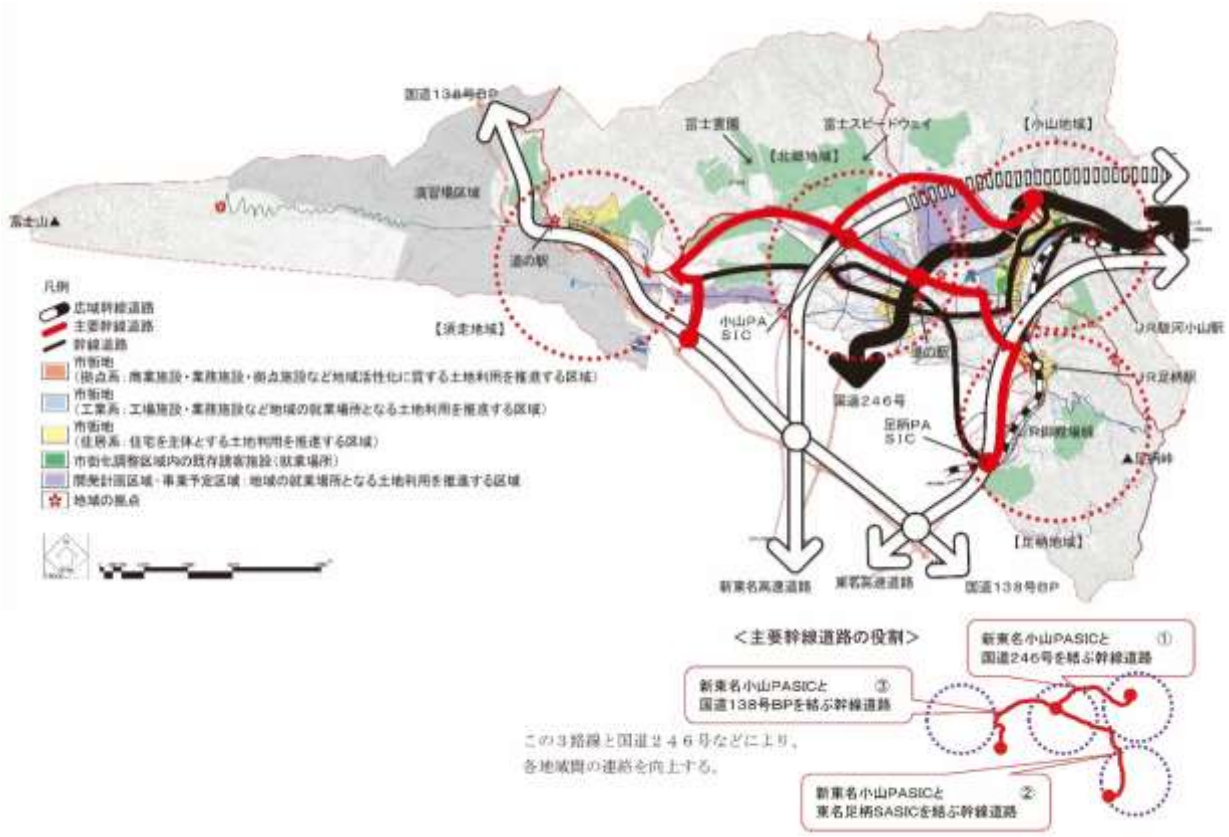 国道138号BP
富士霊園
富士スピードウェイ
【小山地域】
【北郷地域】
演習場区域
富士山▲
道の駅
【須走地域】
小山PA
SIC
道の駅
JR駿河小山駅
JR足柄駅
国道246号
足柄PA
SIC
JR御殿場線
▲足柄峠
【足柄地域】
新東名高速道路
東名高速道路
国道138号BP
凡例
広域幹線道路
主要幹線道路
幹線道路
市街地
(拠点系:商業施設・業務施設・拠点施設など地域活性化に資する土地利用を推進する区域)
市街地
(工業系:工場施設・業務施設など地域の就業場所となる土地利用を推進する区域)
市街地
(住居系:住宅を主体とする土地利用を推進する区域)
市街化調整区域内の既存誘客施設(就業場所)
開発計画区域・事業予定区域:地域の就業場所となる土地利用を推進する区域
地域の拠点
<主要幹線道路の役割>
新東名小山PASICと ①
国道246号を結ぶ幹線道路
新東名小山PASICと ③
国道138号BPを結ぶ幹線道路
この3路線と国道246号などにより、
各地域間の連絡を向上する。
新東名小山PASICと ②
東名足柄SASICを結ぶ幹線道路